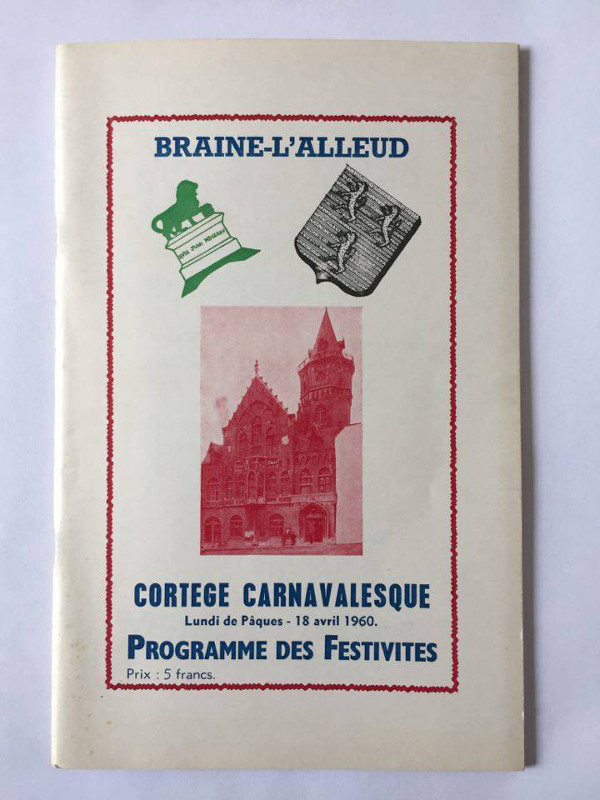 BRAINE-L'ALLEUD
CORTEGE CARNAVALESQUE
Lundi de Pâques - 18 avril 1960.
PROGRAMME DES FESTIVITES
Prix : 5 francs.